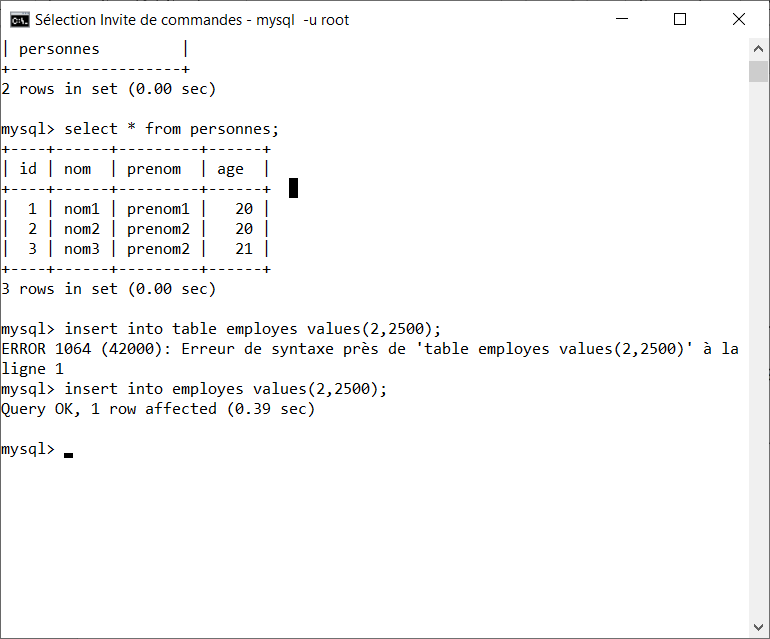 Sélection Invite de commandes - mysql  -u root
| personnes         |
+-------------------+
2 rows in set (0.00 sec)
mysql> select * from personnes;
+----+------+---------+------+
| id | nom  | prenom  | age  |
+----+------+---------+------+
|  1 | nom1 | prenom1 |   20 |
|  2 | nom2 | prenom2 |   20 |
|  3 | nom3 | prenom2 |   21 |
+----+------+---------+------+
3 rows in set (0.00 sec)
mysql> insert into table employes values(2,2500);
ERROR 1064 (42000): Erreur de syntaxe près de 'table employes values(2,2500)' à la
ligne 1
mysql> insert into employes values(2,2500);
Query OK, 1 row affected (0.39 sec)
mysql>